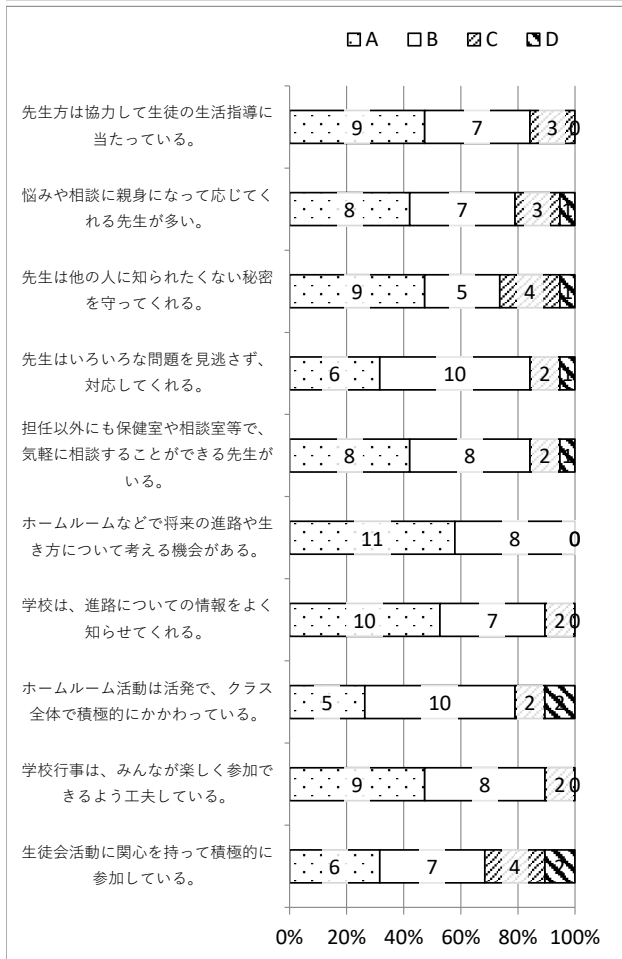 A B C D
先生方は協力して生徒の生活指導に
当たっている。
9 7 3 0
悩みや相談に親身になって応じてく
れる先生が多い。
8 7 3 1
先生は他の人に知られたくない秘密
を守ってくれる。
9 5 4 1
先生はいろいろな問題を見逃さず、
対応してくれる。
6 10 2 1
担任以外にも保健室や相談室等で、
気軽に相談することができる先生が
いる。
8 8 2 1
ホームルームなどで将来の進路や生
き方について考える機会がある。
11 8 0
学校は、進路についての情報をよく
知らせてくれる。
10 7 2 0
ホームルーム活動は活発で、クラス
全体で積極的にかかわっている。
5 10 2 2
学校行事は、みんなが楽しく参加で
きるよう工夫している。
9 8 2 0
生徒会活動に関心を持って積極的に
参加している。
6 7 4 2
0% 20% 40% 60% 80% 100%